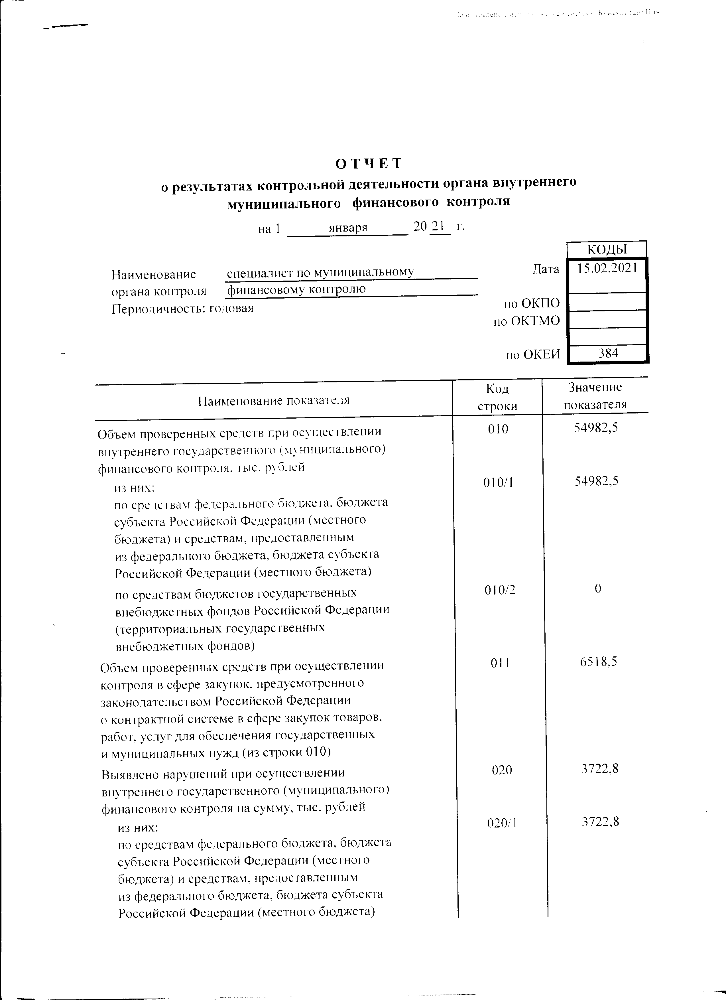 О Т Ч Е Т
о результатах контрольной деятельности органа внутреннего
муниципального финансового контроля
на 1 января 20 21 г.
КОДЫ
Наименование специалист по муниципальному Дата 15.02.2021
органа контроля финансовому контролю
Периодичность: годовая по ОКПО
по ОКТМО
по ОКЕИ 384
Наименование показателя Код строки Значение показателя
Объем проверенных средств при осуществлении 010 54982,5
внутреннего государственного (муниципального)
финансового контроля, тыс. рублей
из них: 010/1 54982,5
по средствам федерального бюджета, бюджета
субъекта Российской Федерации (местного
бюджета) и средствам, предоставленным
из федерального бюджета, бюджета субъекта
Российской Федерации (местного бюджета)
по средствам бюджетов государственных 010/2 0
внебюджетных фондов Российской Федерации
(территориальных государственных
внебюджетных фондов)
Объем проверенных средств при осуществлении 011 6518,5
контроля в сфере закупок, предусмотренного
законодательством Российской Федерации
о контрактной системе в сфере закупок товаров,
работ, услуг для обеспечения государственных
и муниципальных нужд (из строки 010)
Выявлено нарушений при осуществлении 020 3722,8
внутреннего государственного (муниципального)
финансового контроля на сумму, тыс. рублей
из них: 020/1 3722,8
по средствам федерального бюджета, бюджета
субъекта Российской Федерации (местного
бюджета) и средствам, предоставленным
из федерального бюджета, бюджета субъекта
Российской Федерации (местного бюджета)